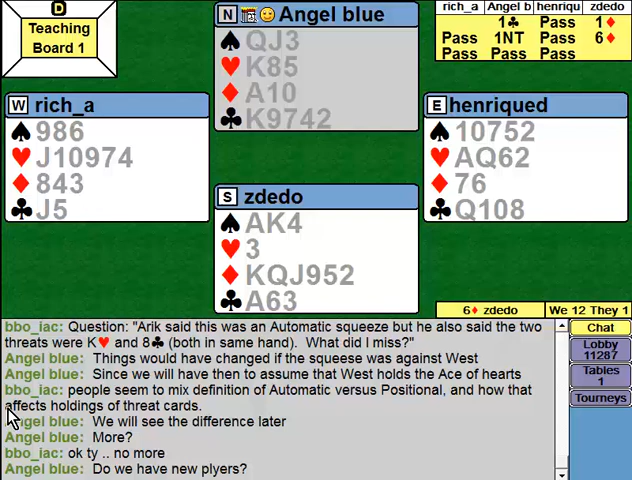 Teaching
Board 1
D
N Angel blue
♠ QJ3
♥ K85
♦ A10
♣ K9742
rich_a Angel b henriqu zdedo
1♣ Pass 1♦
Pass 1NT Pass 6♦
Pass Pass Pass
W rich_a
♠ 986
♥ J10974
♦ 843
♣ J5
E henriqued
♠ 10752
♥ AQ62
♦ 76
♣ Q108
S zdedo
♠ AK4
♥ 3
♦ KQJ952
♣ A63
6♦ zdedo
We 12 They 1
bbo_iac: Question: "Arik said this was an Automatic squeeze but he also said the two
threats were K♥ and 8♣ (both in same hand). What did I miss?"
Angel blue: Things would have changed if the squeese was against West
Angel blue: Since we will have then to assume that West holds the Ace of hearts
bbo_iac: people seem to mix definition of Automatic versus Positional, and how that
affects holdings of threat cards.
Angel blue: We will see the difference later
Angel blue: More?
bbo_iac: ok ty .. no more
Angel blue: Do we have new plyers?
Chat
Lobby
11287
Tables
1
Tourneys